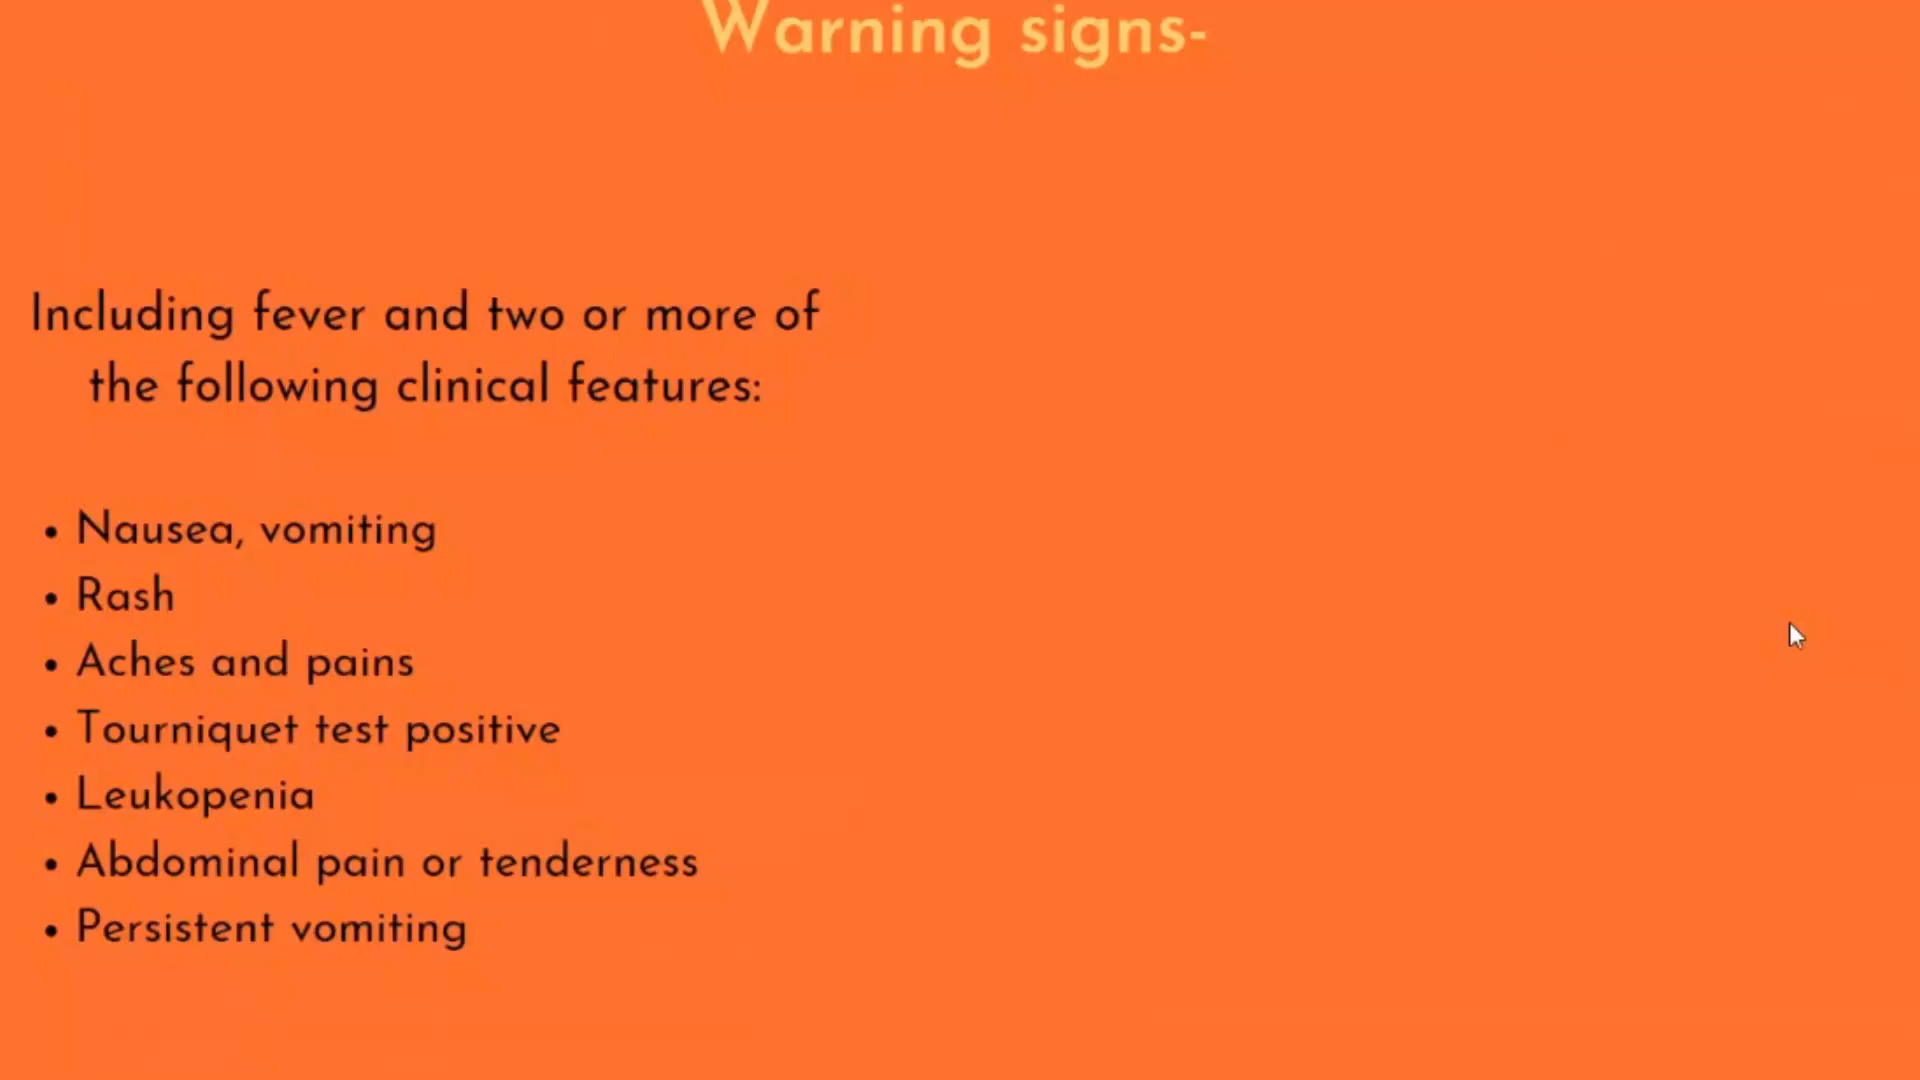 Warning signs-
Including fever and two or more of
the following clinical features:
• Nausea, vomiting
• Rash
• Aches and pains
• Tourniquet test positive
• Leukopenia
• Abdominal pain or tenderness
• Persistent vomiting